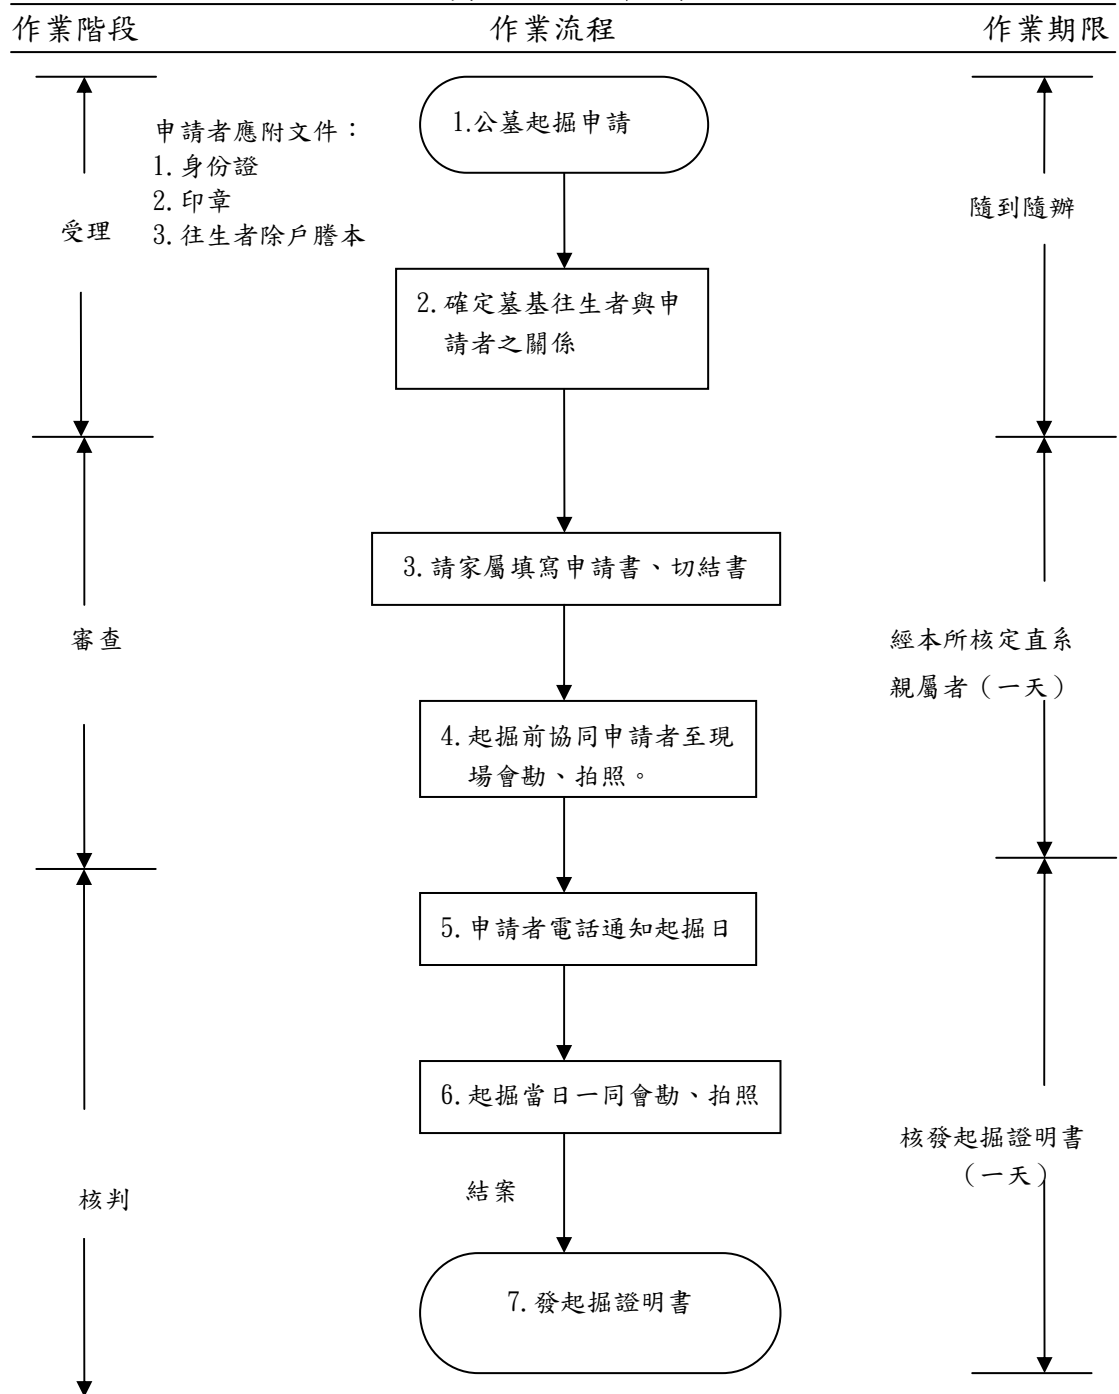 作業階段 作業流程 作業期限
1.公墓起掘申請
申請者應附文件：
1.身份證
2.印章
3.往生者除戶謄本
受理
隨到隨辦
2.確定墓基往生者與申
請者之關係
3.請家屬填寫申請書、切結書
審查
經本所核定直系
親屬者（一天）
4.起掘前協同申請者至現
場會勘、拍照。
5.申請者電話通知起掘日
6.起掘當日一同會勘、拍照
核發起掘證明書
（一天）
核判
結案
7.發起掘證明書